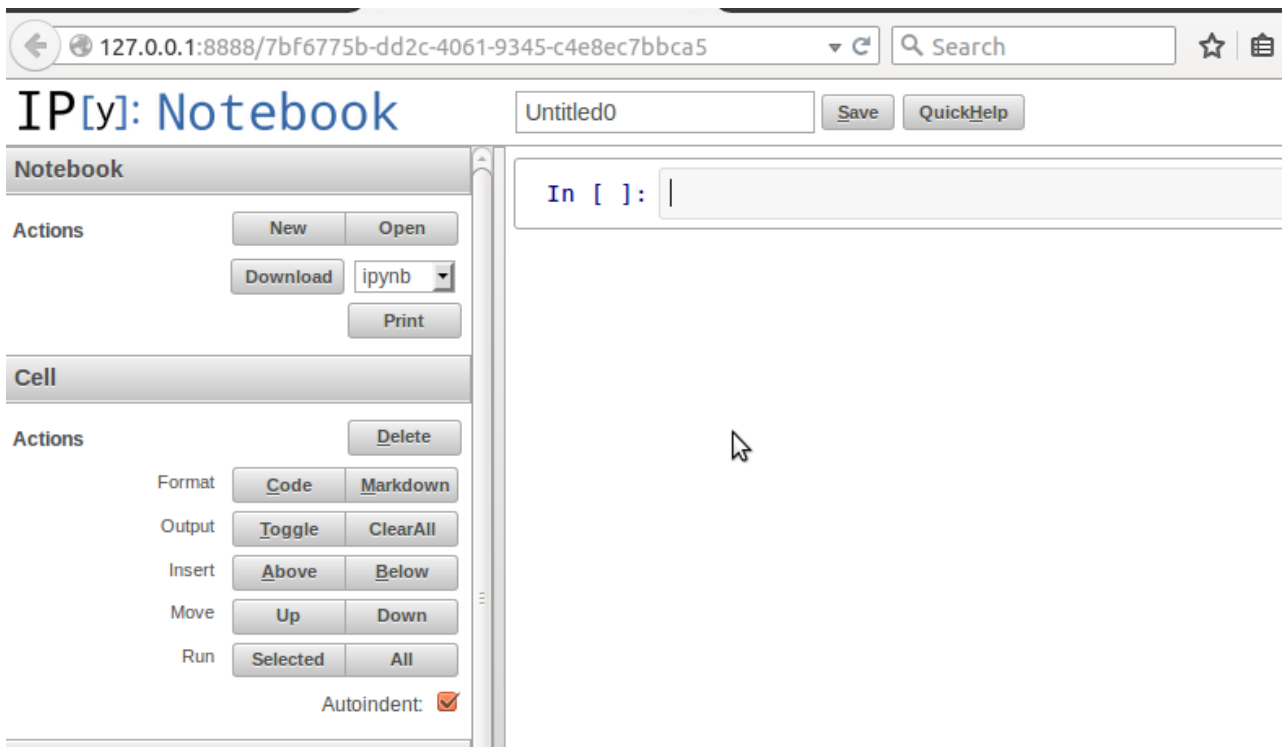 127.0.0.1:8888/7bf6775b-dd2c-4061-9345-c4e8ec7bbca5 Search
IP[y]: Notebook Untitled0 Save QuickHelp
Notebook
In [ ]:
Actions New Open
Download ipynb
Print
Cell
Actions Delete
Format Code Markdown
Output Toggle ClearAll
Insert Above Below
Move Up Down
Run Selected All
Autoindent: